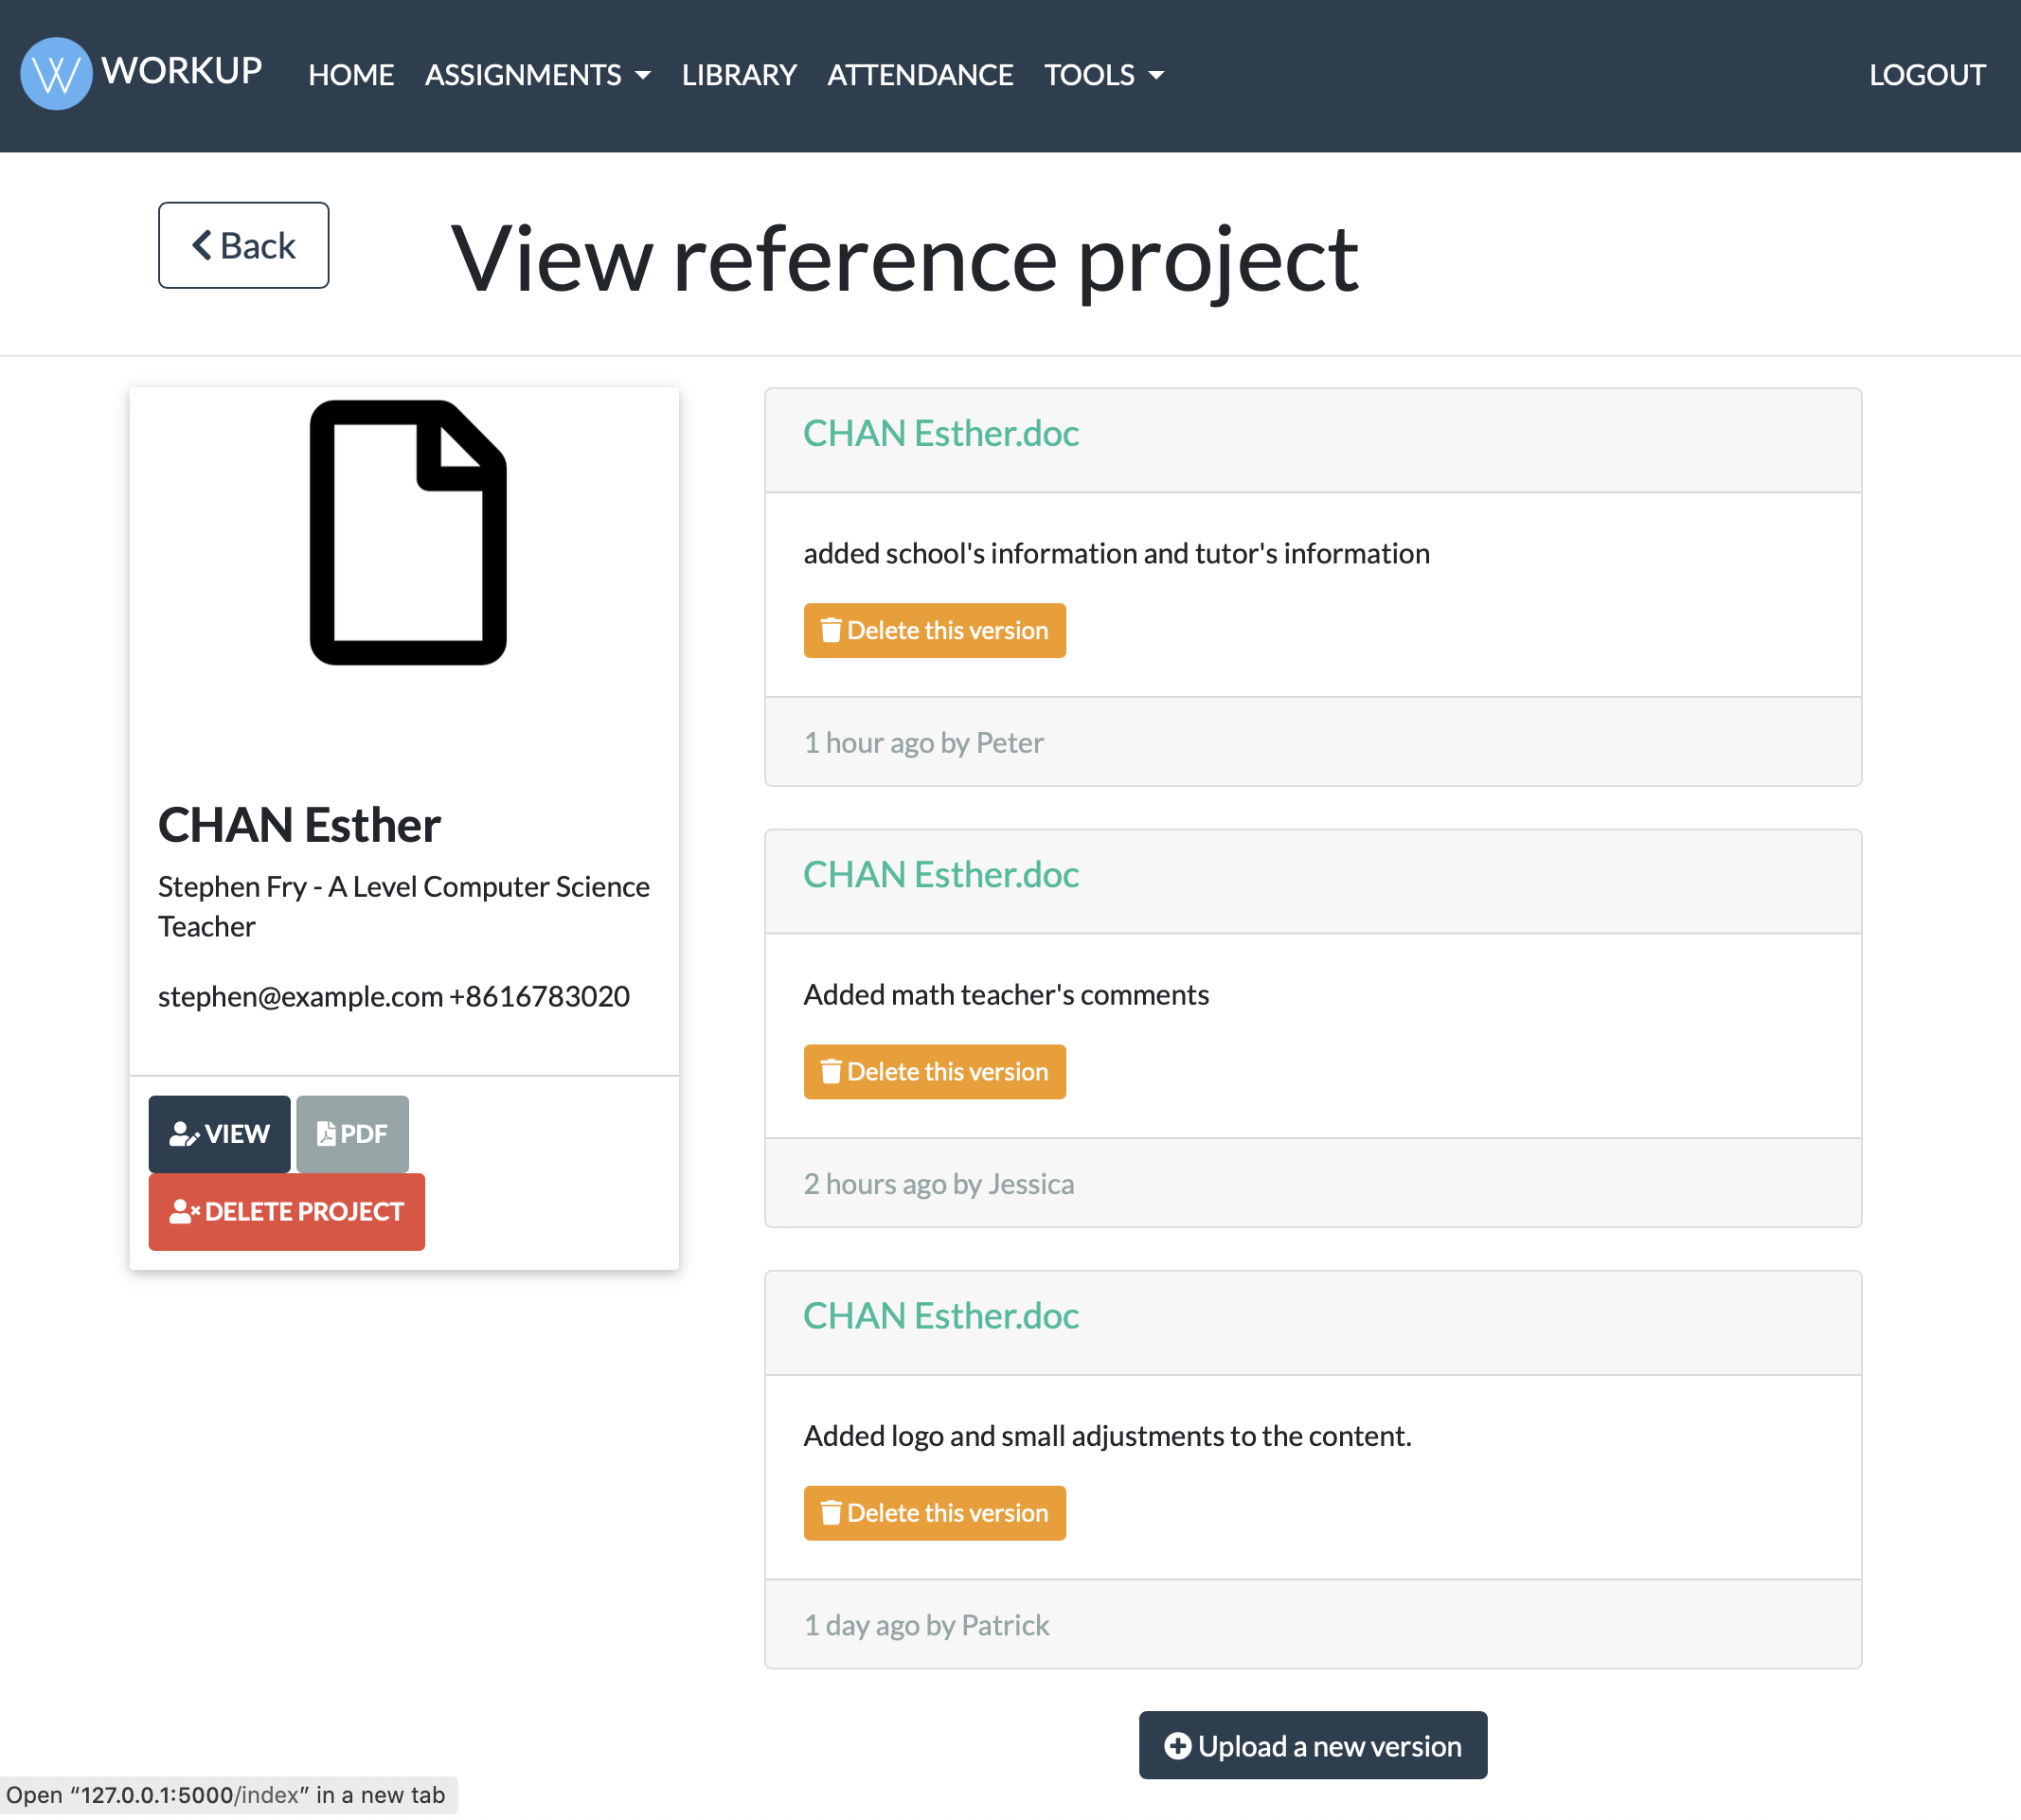 W WORKUP HOME ASSIGNMENTS LIBRARY ATTENDANCE TOOLS LOGOUT
Back
View reference project
CHAN Esther
Stephen Fry - A Level Computer Science
Teacher
stephen@example.com +8616783020
VIEW PDF
DELETE PROJECT
CHAN Esther.doc
added school's information and tutor's information
Delete this version
1 hour ago by Peter
CHAN Esther.doc
Added math teacher's comments
Delete this version
2 hours ago by Jessica
CHAN Esther.doc
Added logo and small adjustments to the content.
Delete this version
1 day ago by Patrick
Upload a new version
Open “127.0.0.1:5000/index” in a new tab